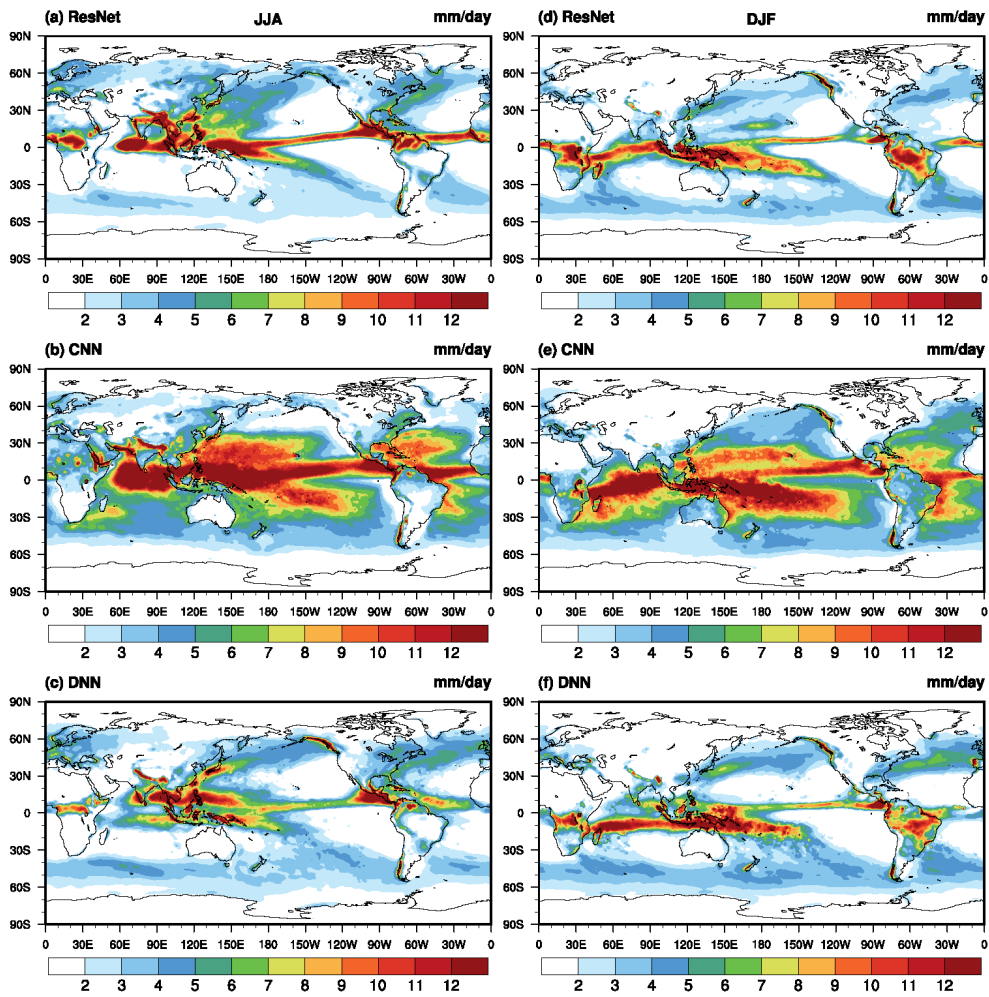 (a) ResNet JJA mm/day
90N
60N
30N
0
30S
60S
90S
0 30E 60E 90E 120E 150E 180 150W 120W 90W 60W 30W 0
2 3 4 5 6 7 8 9 10 11 12
(d) ResNet DJF mm/day
90N
60N
30N
0
30S
60S
90S
0 30E 60E 90E 120E 150E 180 150W 120W 90W 60W 30W 0
2 3 4 5 6 7 8 9 10 11 12
(b) CNN mm/day
90N
60N
30N
0
30S
60S
90S
0 30E 60E 90E 120E 150E 180 150W 120W 90W 60W 30W 0
2 3 4 5 6 7 8 9 10 11 12
(e) CNN mm/day
90N
60N
30N
0
30S
60S
90S
0 30E 60E 90E 120E 150E 180 150W 120W 90W 60W 30W 0
2 3 4 5 6 7 8 9 10 11 12
(c) DNN mm/day
90N
60N
30N
0
30S
60S
90S
0 30E 60E 90E 120E 150E 180 150W 120W 90W 60W 30W 0
2 3 4 5 6 7 8 9 10 11 12
(f) DNN mm/day
90N
60N
30N
0
30S
60S
90S
0 30E 60E 90E 120E 150E 180 150W 120W 90W 60W 30W 0
2 3 4 5 6 7 8 9 10 11 12